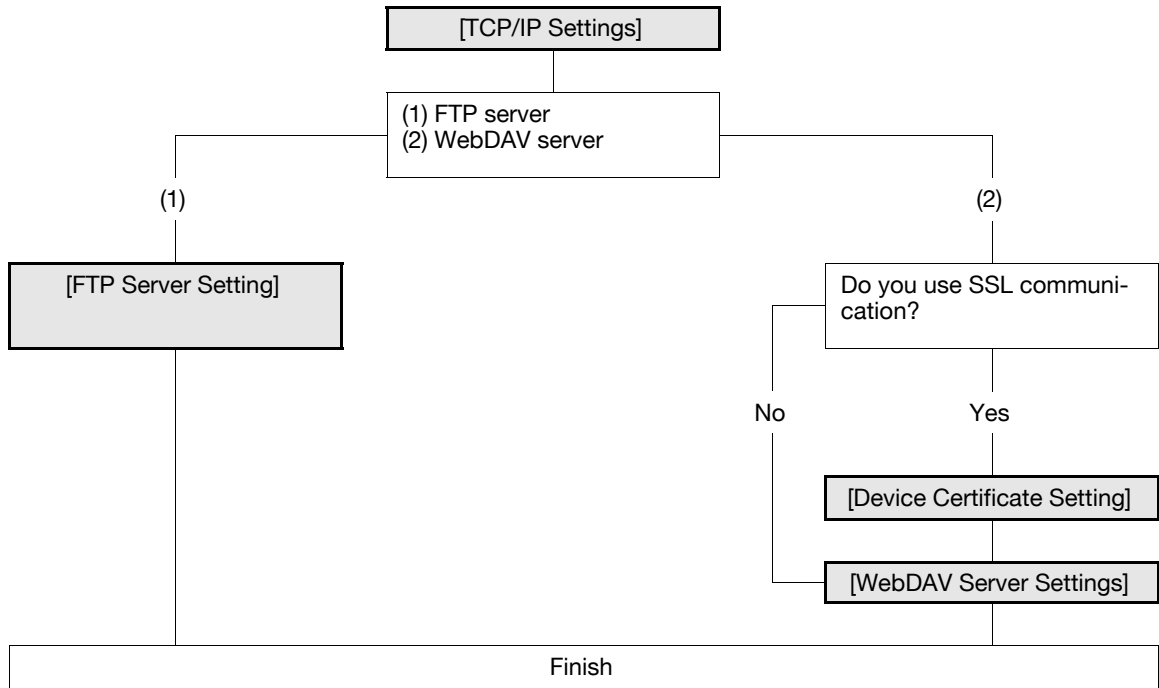 [TCP/IP Settings]
(1) FTP server
(2) WebDAV server
(1)
(2)
[FTP Server Setting]
Do you use SSL communi-
cation?
No
Yes
[Device Certificate Setting]
[WebDAV Server Settings]
Finish